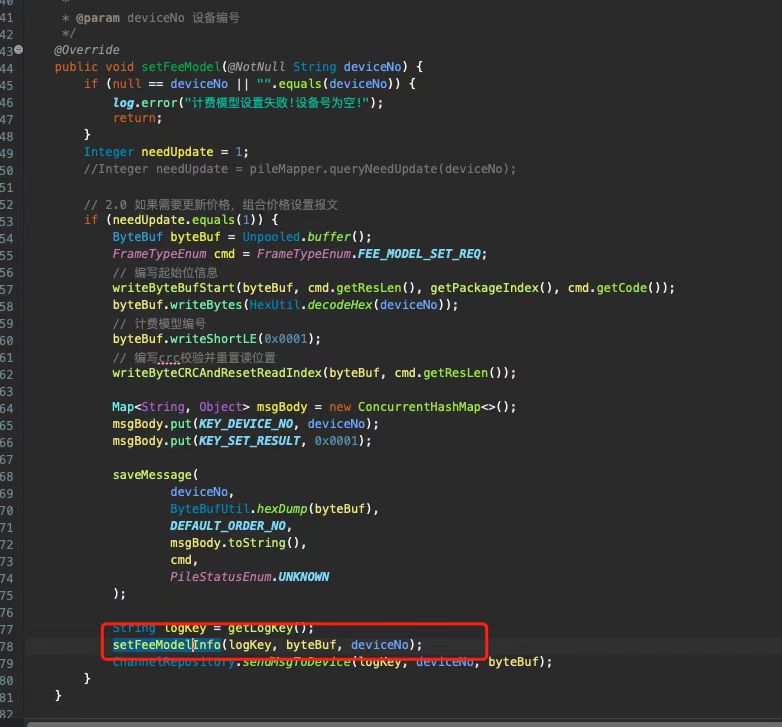 40 *
41 * @param deviceNo 设备编号
42 */
43 @Override
44 public void setFeeModel(@NotNull String deviceNo) {
45 if (null == deviceNo || "".equals(deviceNo)) {
46 log.error("计费模型设置失败!设备号为空!");
47 return;
48 }
49 Integer needUpdate = 1;
50 //Integer needUpdate = pileMapper.queryNeedUpdate(deviceNo);
51
52 // 2.0 如果需要更新价格，组合价格设置报文
53 if (needUpdate.equals(1)) {
54 ByteBuf byteBuf = Unpooled.buffer();
55 FrameTypeEnum cmd = FrameTypeEnum.FEE_MODEL_SET_REQ;
56 // 编写起始位信息
57 writeByteBufStart(byteBuf, cmd.getResLen(), getPackageIndex(), cmd.getCode());
58 byteBuf.writeBytes(HexUtil.decodeHex(deviceNo));
59 // 计费模型编号
60 byteBuf.writeShortLE(0x0001);
61 // 编写crc校验并重置读位置
62 writeByteCRCAndResetReadIndex(byteBuf, cmd.getResLen());
63
64 Map<String, Object> msgBody = new ConcurrentHashMap<>();
65 msgBody.put(KEY_DEVICE_NO, deviceNo);
66 msgBody.put(KEY_SET_RESULT, 0x0001);
67
68 saveMessage(
69 deviceNo,
70 ByteBufUtil.hexDump(byteBuf),
71 DEFAULT_ORDER_NO,
72 msgBody.toString(),
73 cmd,
74 PileStatusEnum.UNKNOWN
75 );
76
77 String logKey = getLogKey();
78 setFeeModelInfo(logKey, byteBuf, deviceNo);
79 ChannelRepository.sendMsgToDevice(logKey, deviceNo, byteBuf);
80 }
81 }
82